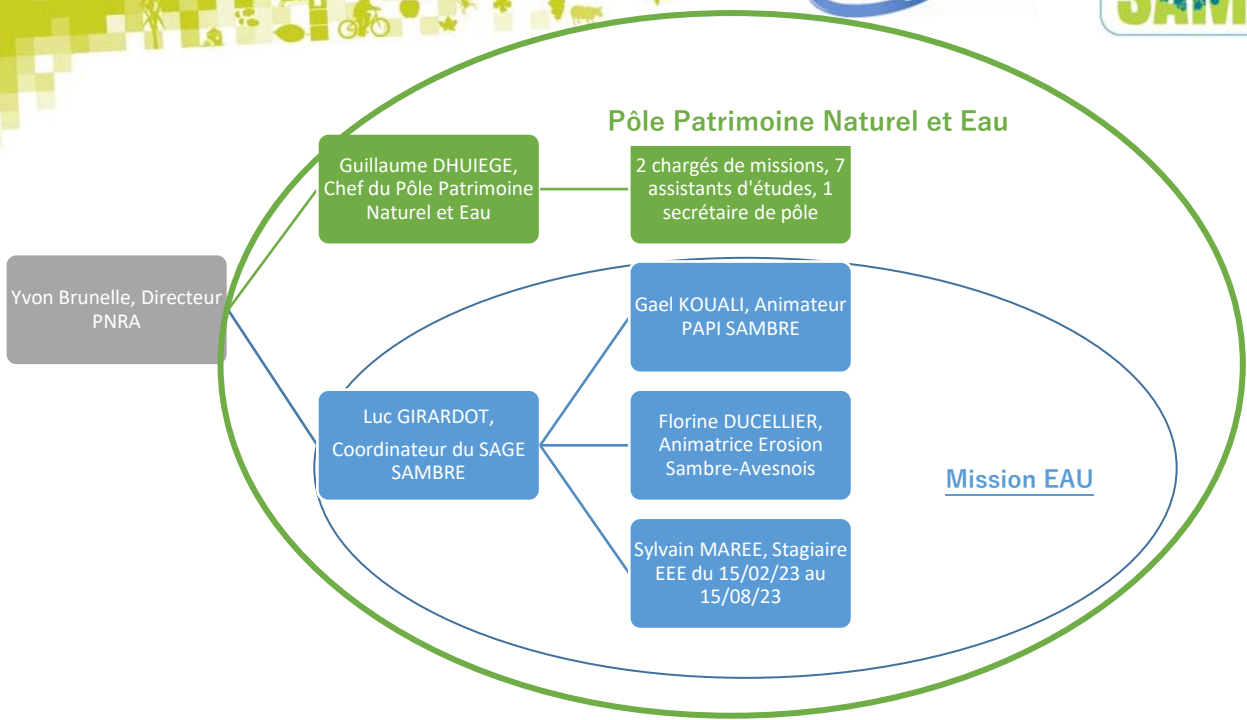 SAM
Pôle Patrimoine Naturel et Eau
Guillaume DHUIEGE,
Chef du Pôle Patrimoine
Naturel et Eau
2 chargés de missions, 7
assistants d'études, 1
secrétaire de pôle
Yvon Brunelle, Directeur
PNRA
Gael KOUALI, Animateur
PAPI SAMBRE
Luc GIRARDOT,
Coordinateur du SAGE
SAMBRE
Florine DUCELLIER,
Animatrice Erosion
Sambre-Avesnois
Mission EAU
Sylvain MAREE, Stagiaire
EEE du 15/02/23 au
15/08/23